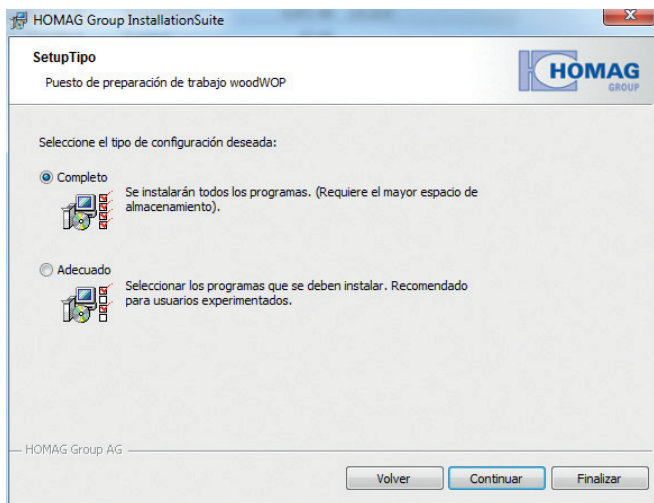 HOMAG Group InstallationSuite
SetupTipo
Puesto de preparación de trabajo woodWOP
HOMAG
GROUP
Seleccione el tipo de configuración deseada:
Completo
Se instalarán todos los programas. (Requiere el mayor espacio de
almacenamiento).
Adecuado
Seleccionar los programas que se deben instalar. Recomendado
para usuarios experimentados.
HOMAG Group AG
Volver
Continuar
Finalizar